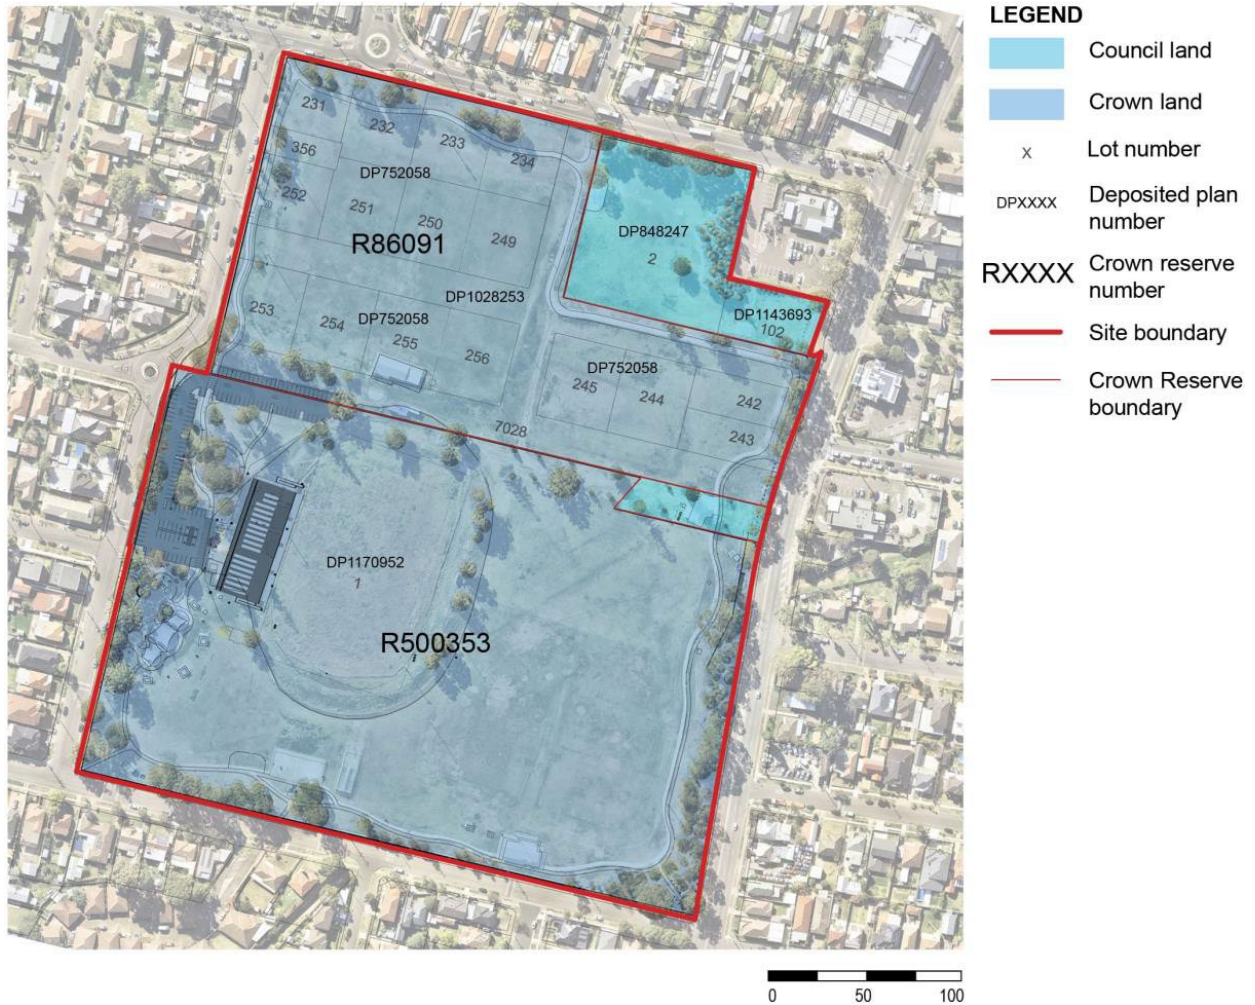 LEGEND
Council land
Crown land
X
Lot number
DPXXXX
Deposited plan
number
RXXXX
Crown reserve
number
Site boundary
Crown Reserve
boundary
231
232
233
234
356
DP752058
252
251
250
249
R86091
DP848247
2
DP1028253
DP1143693
102
253
254
DP752058
255
256
DP752058
245
244
242
243
7028
DP1170952
1
R500353
0
50
100